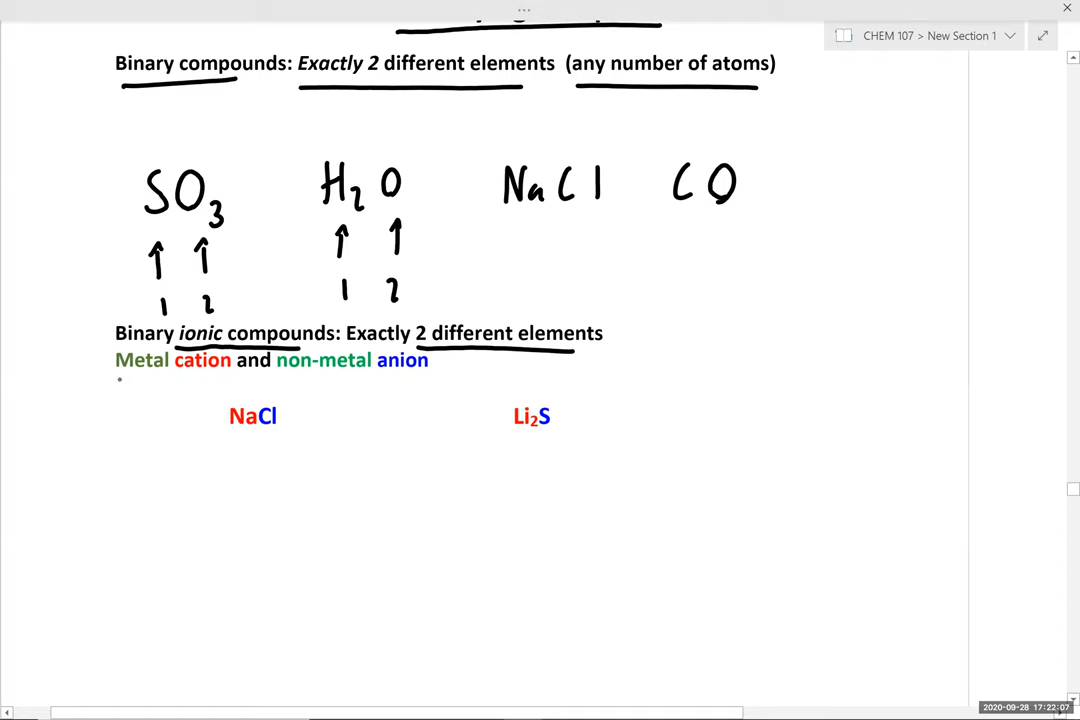 CHEM 107 > New Section 1
Binary compounds: Exactly 2 different elements (any number of atoms)
SO₃ H₂O NaCl CO
1 2 1 2
Binary ionic compounds: Exactly 2 different elements
Metal cation and non-metal anion
NaCl Li₂S
2020-09-28 17:22:07